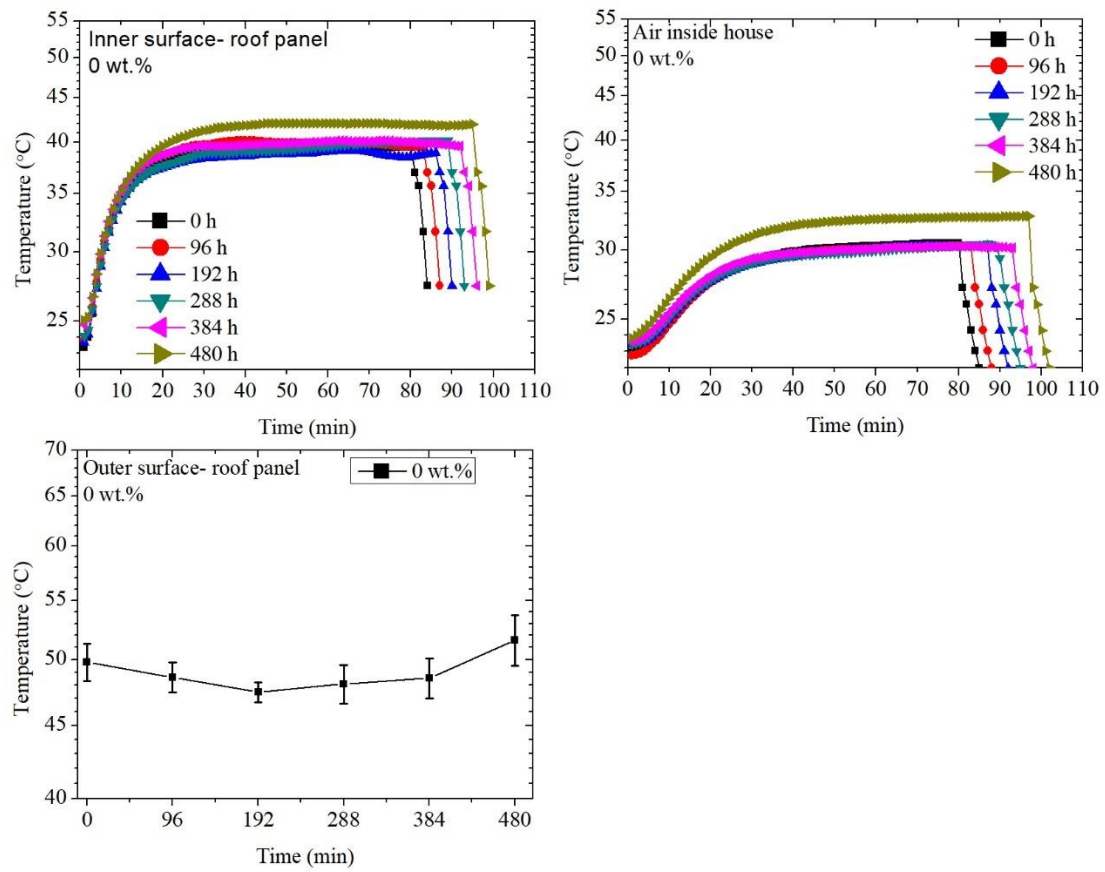 Inner surface- roof panel
0 wt.%
Temperature (°C)
55
50
45
40
35
30
25
0 h
96 h
192 h
288 h
384 h
480 h
0 10 20 30 40 50 60 70 80 90 100 110
Time (min)
Air inside house
0 wt.%
Temperature (°C)
55
50
45
40
35
30
25
0 h
96 h
192 h
288 h
384 h
480 h
0 10 20 30 40 50 60 70 80 90 100 110
Time (min)
Outer surface- roof panel
0 wt.%
0 wt.%
Temperature (°C)
70
65
60
55
50
45
40
0 96 192 288 384 480
Time (min)